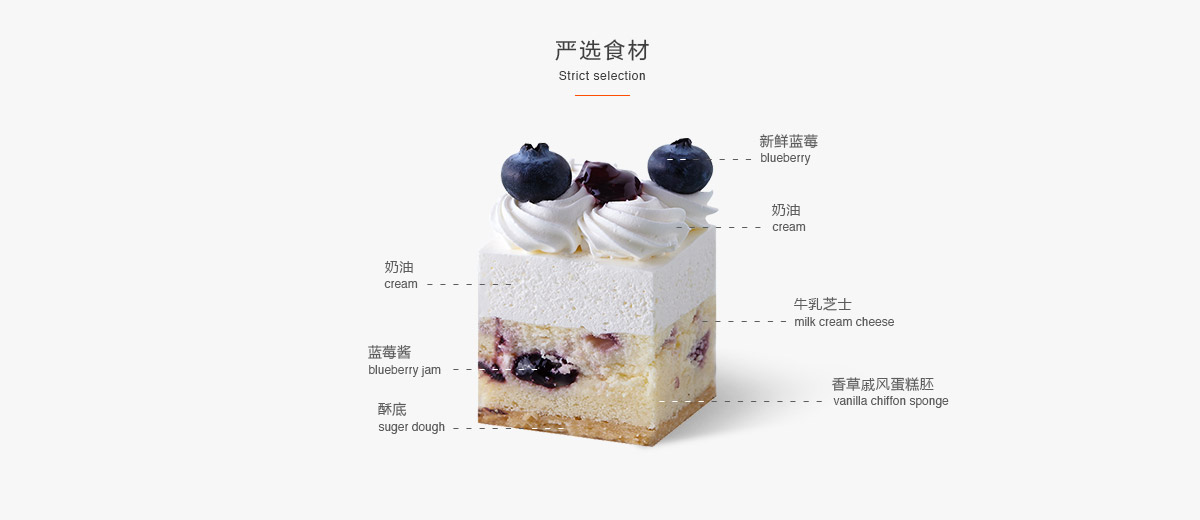 严选食材
Strict selection
新鲜蓝莓
blueberry
奶油
cream
奶油
cream
牛乳芝士
milk cream cheese
蓝莓酱
blueberry jam
香草戚风蛋糕胚
vanilla chiffon sponge
酥底
suger dough